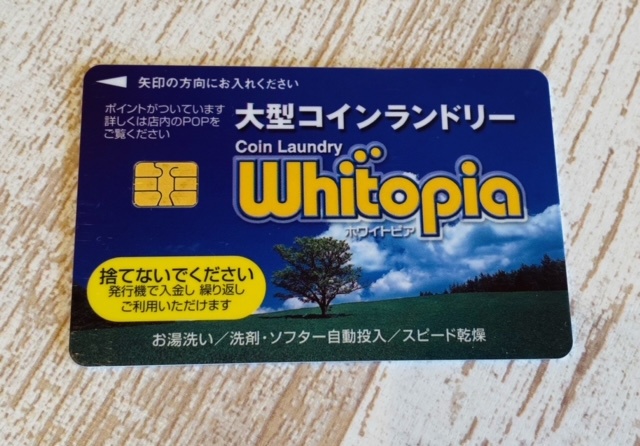 矢印の方向にお入れください
ポイントがついています
詳しくは店内のPOPを
ご覧ください
大型コインランドリー
Coin Laundry
Whitopia
ホワイトピア
捨てないでください
発行機で入金し 繰り返し
ご利用いただけます
お湯洗い／洗剤・ソフター自動投入／スピード乾燥